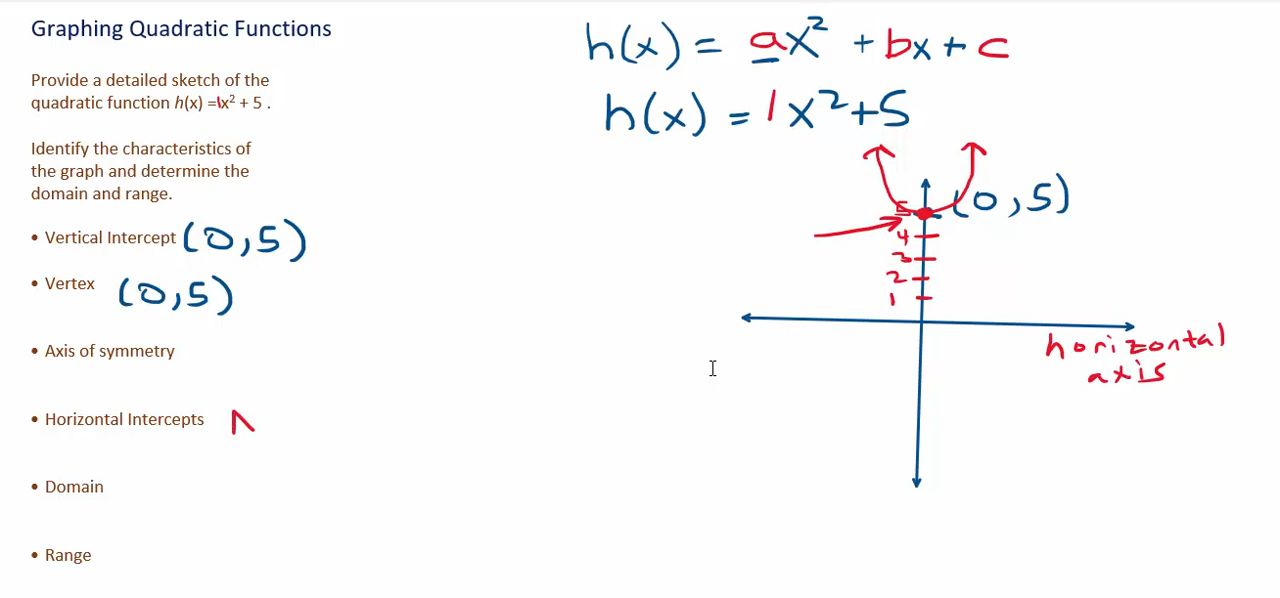 Graphing Quadratic Functions
h(x) = ax² + bx + c
Provide a detailed sketch of the
quadratic function h(x) =1x² + 5 .
h(x) = 1x²+5
Identify the characteristics of
the graph and determine the
domain and range.
• Vertical Intercept (0,5)
• Vertex (0,5)
• Axis of symmetry
• Horizontal Intercepts
• Domain
• Range
(0,5)
5
4
3
2
1
horizontal
axis